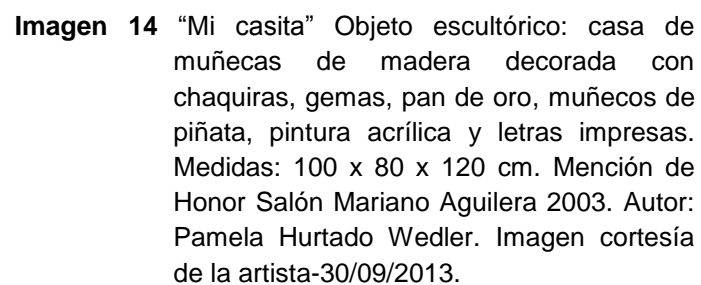 Imagen 14 “Mi casita” Objeto escultórico: casa de
muñecas de madera decorada con
chaquiras, gemas, pan de oro, muñecos de
piñata, pintura acrílica y letras impresas.
Medidas: 100 x 80 x 120 cm. Mención de
Honor Salón Mariano Aguilera 2003. Autor:
Pamela Hurtado Wedler. Imagen cortesía
de la artista-30/09/2013.